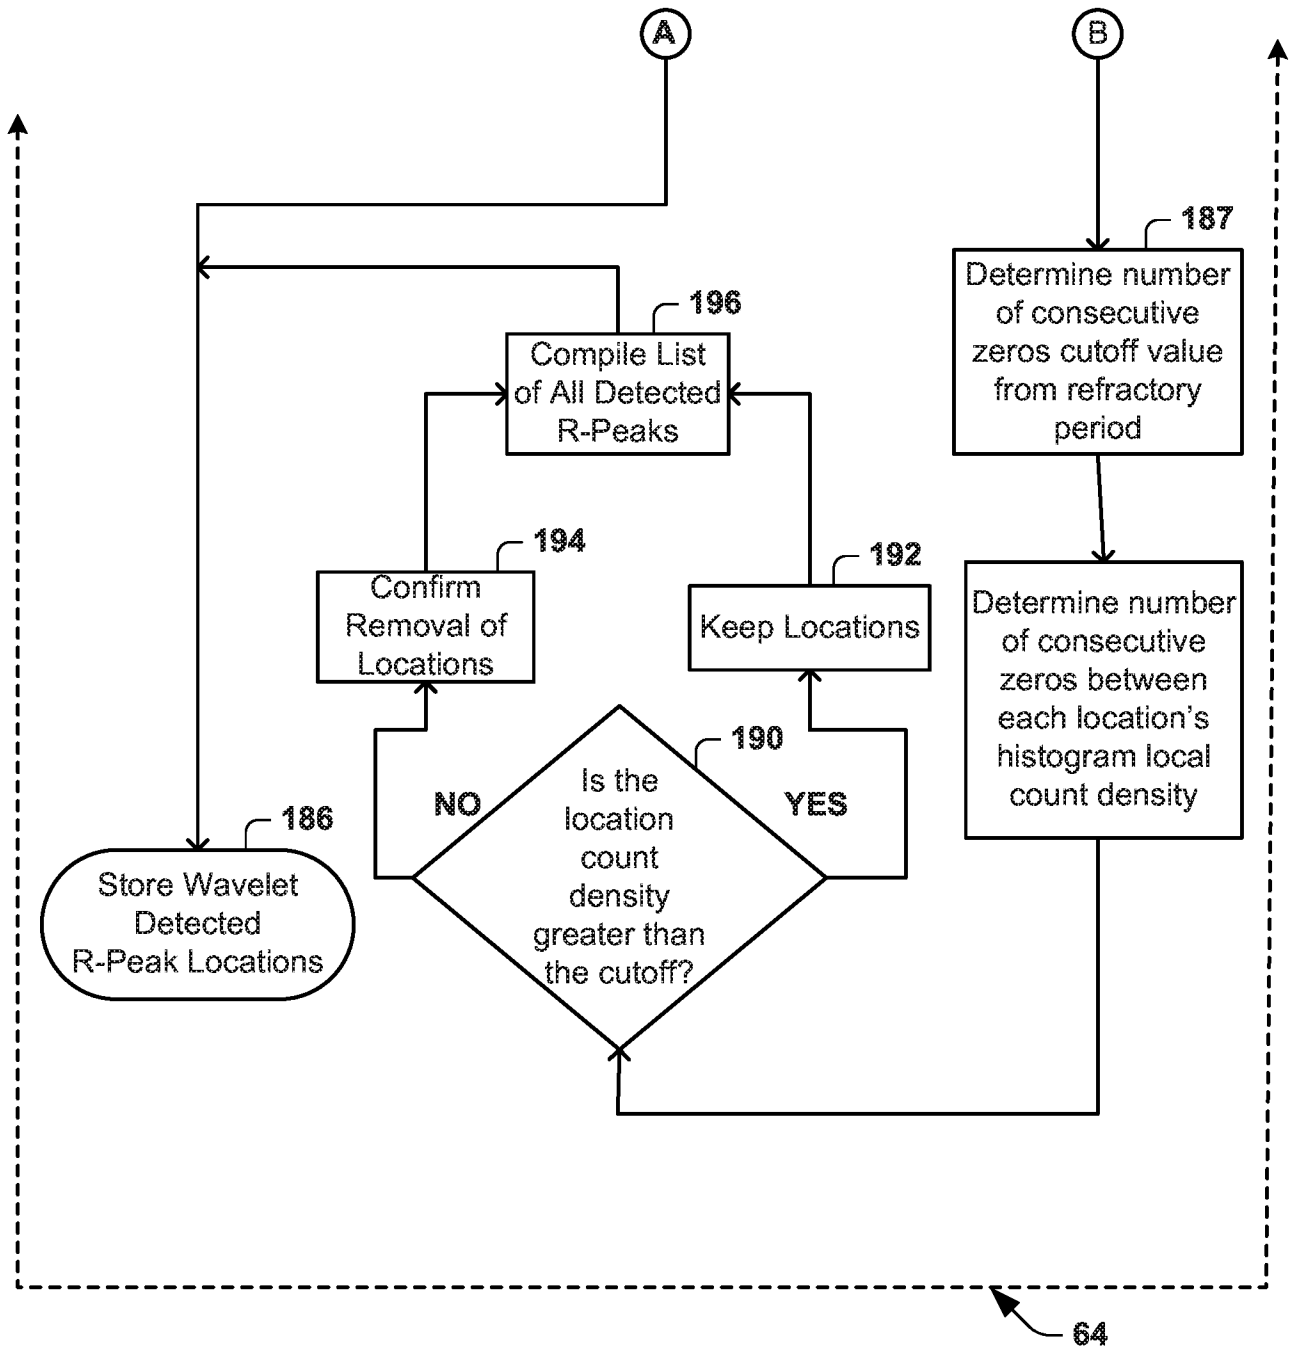 A
B
187
Determine number
of consecutive
zeros cutoff value
from refractory
period
196
Compile List
of All Detected
R-Peaks
194
Confirm
Removal of
Locations
192
Keep Locations
Determine number
of consecutive
zeros between
each location's
histogram local
count density
190
Is the
location
count
density
greater than
the cutoff?
NO
YES
186
Store Wavelet
Detected
R-Peak Locations
64